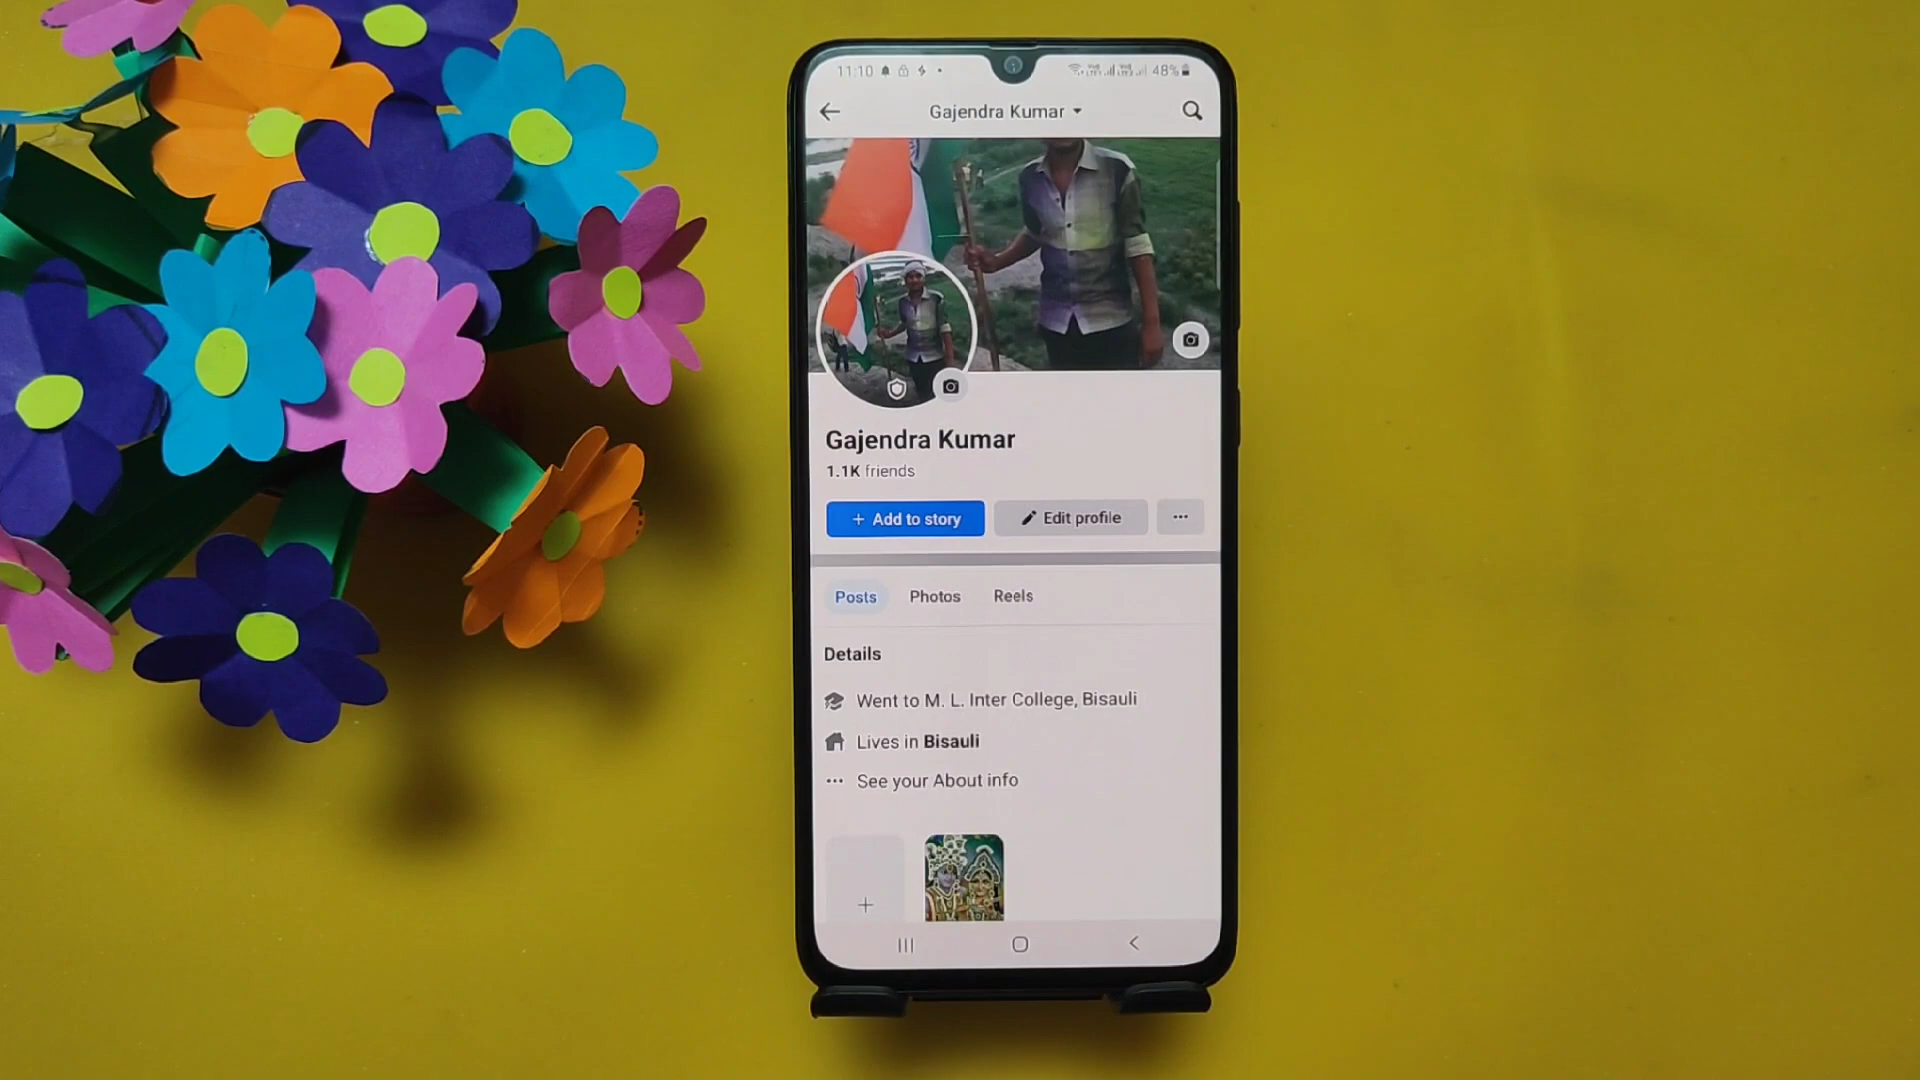 11:10
48%
Gajendra Kumar
Gajendra Kumar
1.1K friends
+ Add to story
Edit profile
Posts
Photos
Reels
Details
Went to M. L. Inter College, Bisauli
Lives in Bisauli
See your About info